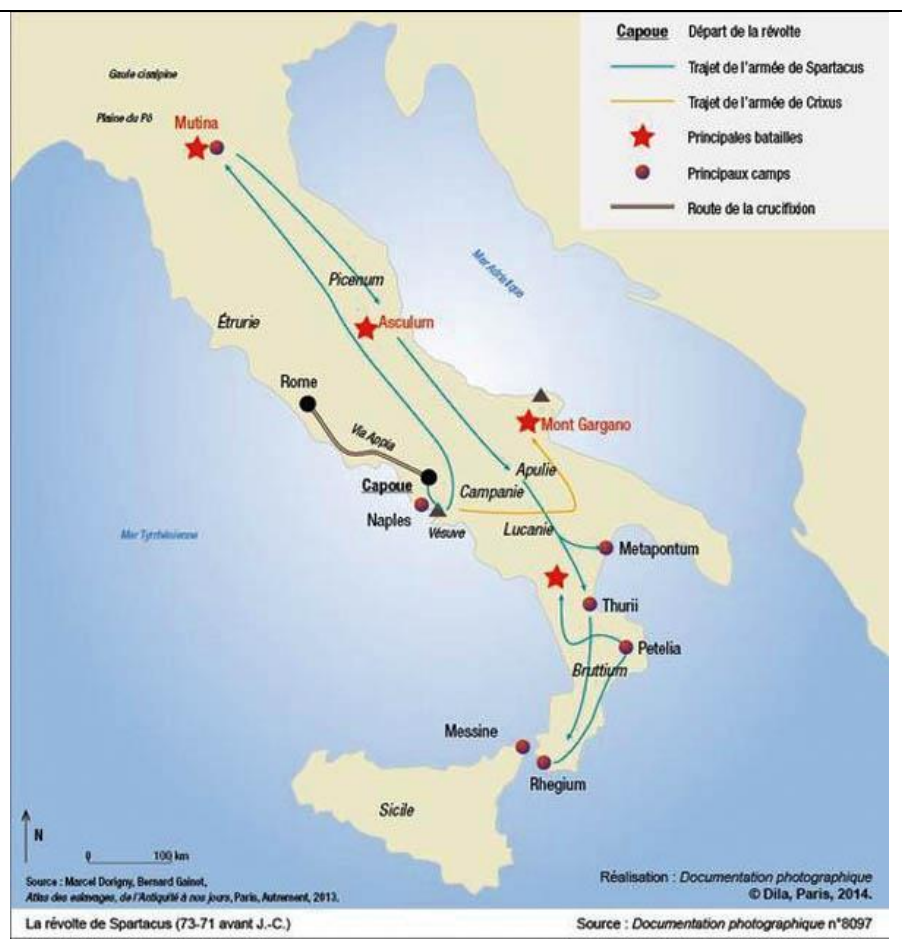 Capoue Départ de la révolte
Trajet de l'armée de Spartacus
Trajet de l'armée de Crixus
Principales batailles
Principaux camps
Route de la crucifixion
Gaule cisalpine
Plaine du Pô
Mutina
Mer Adriatique
Picenum
Étrurie
Asculum
Rome
Via Appia
Mont Gargano
Capoue
Apulie
Campanie
Naples
Vésuve
Lucanie
Mer Tyrrhénienne
Metapontum
Thurii
Petelia
Bruttium
Messine
Rhegium
Sicile
N
0 100 km
Source : Marcel Dorigny, Bernard Gainot,
Atlas des esclavages, de l'Antiquité à nos jours, Paris, Autrement, 2013.
Réalisation : Documentation photographique
© Dila, Paris, 2014.
La révolte de Spartacus (73-71 avant J.-C.)
Source : Documentation photographique n°8097